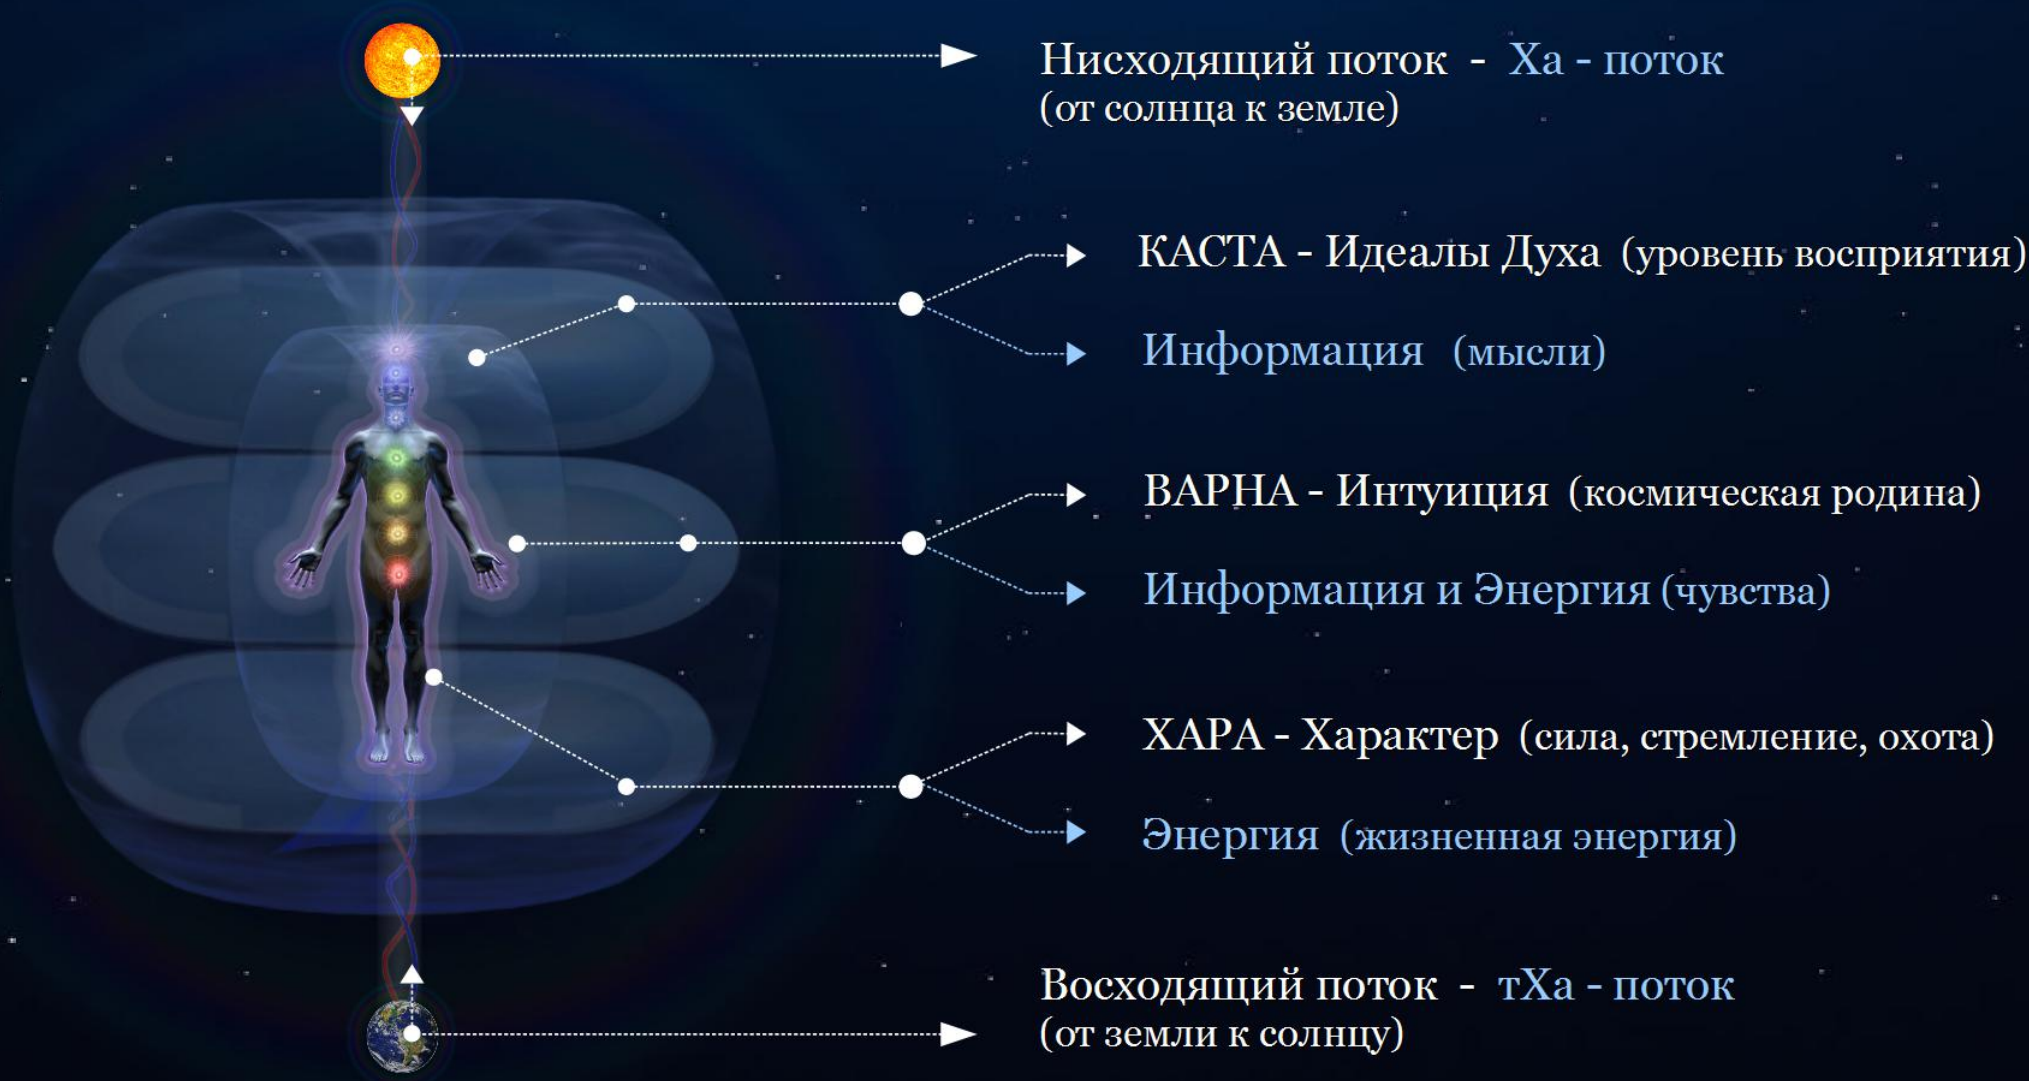 Нисходящий поток - Ха - поток
(от солнца к земле)
КАСТА - Идеалы Духа (уровень восприятия)
Информация (мысли)
ВАРНА - Интуиция (космическая родина)
Информация и Энергия (чувства)
ХАРА - Характер (сила, стремление, охота)
Энергия (жизненная энергия)
Восходящий поток - тХа - поток
(от земли к солнцу)